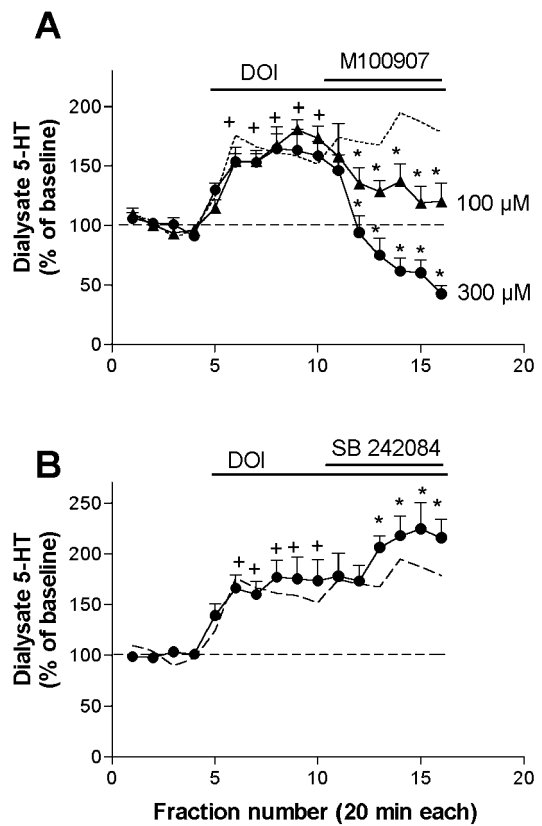 A
M100907
DOI
+ + + + +
200
150
100
50
0
Dialysate 5-HT
(% of baseline)
* * * * *
100 µM
* * * * *
300 µM
0 5 10 15 20
B
SB 242084
DOI
+ + + + +
* * * *
250
200
150
100
50
0
Dialysate 5-HT
(% of baseline)
0 5 10 15 20
Fraction number (20 min each)